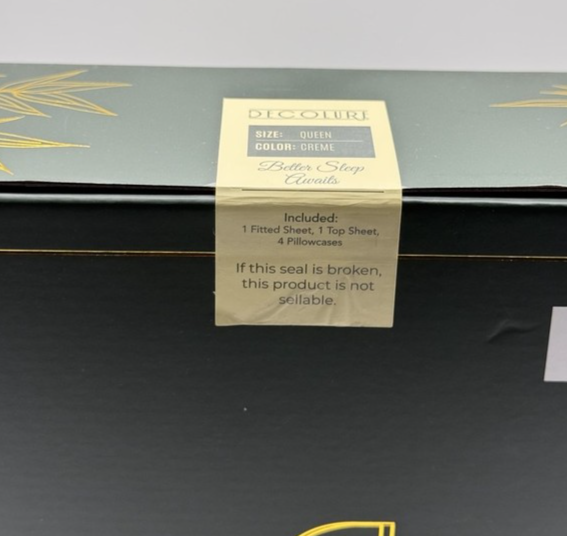 DECOLURE
SIZE: QUEEN
COLOR: CREME
Better Sleep
Awaits
Included:
1 Fitted Sheet, 1 Top Sheet,
4 Pillowcases
If this seal is broken,
this product is not
sellable.